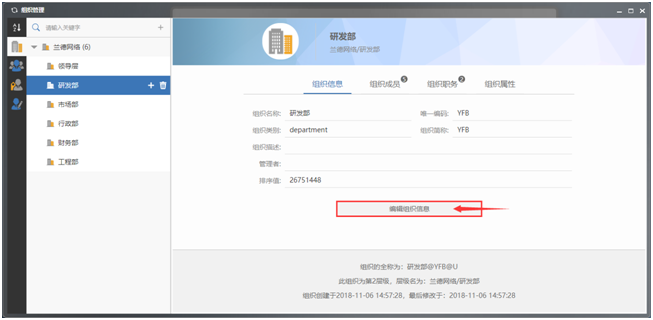 组织管理
请输入关键字
兰德网络 (6)
领导层
研发部
市场部
行政部
财务部
工程部
研发部
兰德网络/研发部
组织信息 组织成员 5 组织职务 2 组织属性
组织名称: 研发部 唯一编码: YFB
组织类别: department 组织简称: YFB
组织描述:
管理者:
排序值: 26751448
编辑组织信息
组织的全称为：研发部@YFB@U
此组织为第2层级，层级名为：兰德网络/研发部
组织创建于2018-11-06 14:57:28，最后修改于：2018-11-06 14:57:28